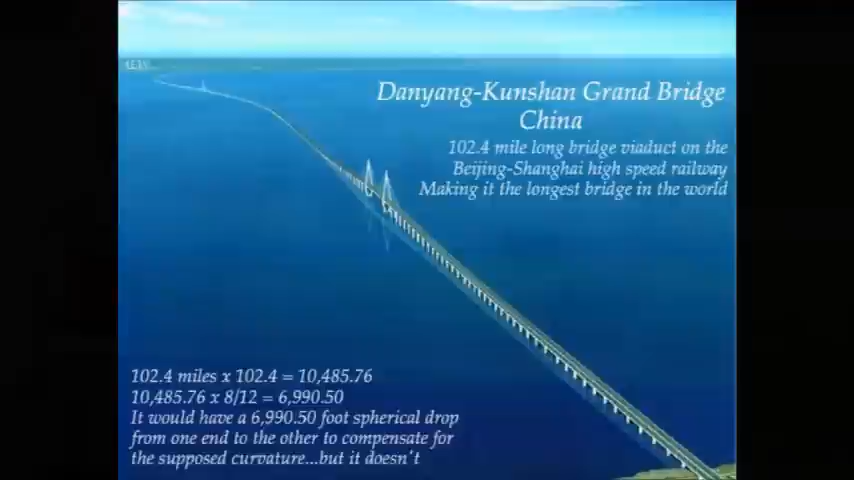 Danyang-Kunshan Grand Bridge
China
102.4 mile long bridge viaduct on the
Beijing-Shanghai high speed railway
Making it the longest bridge in the world
102.4 miles x 102.4 = 10,485.76
10,485.76 x 8/12 = 6,990.50
It would have a 6,990.50 foot spherical drop
from one end to the other to compensate for
the supposed curvature...but it doesn't